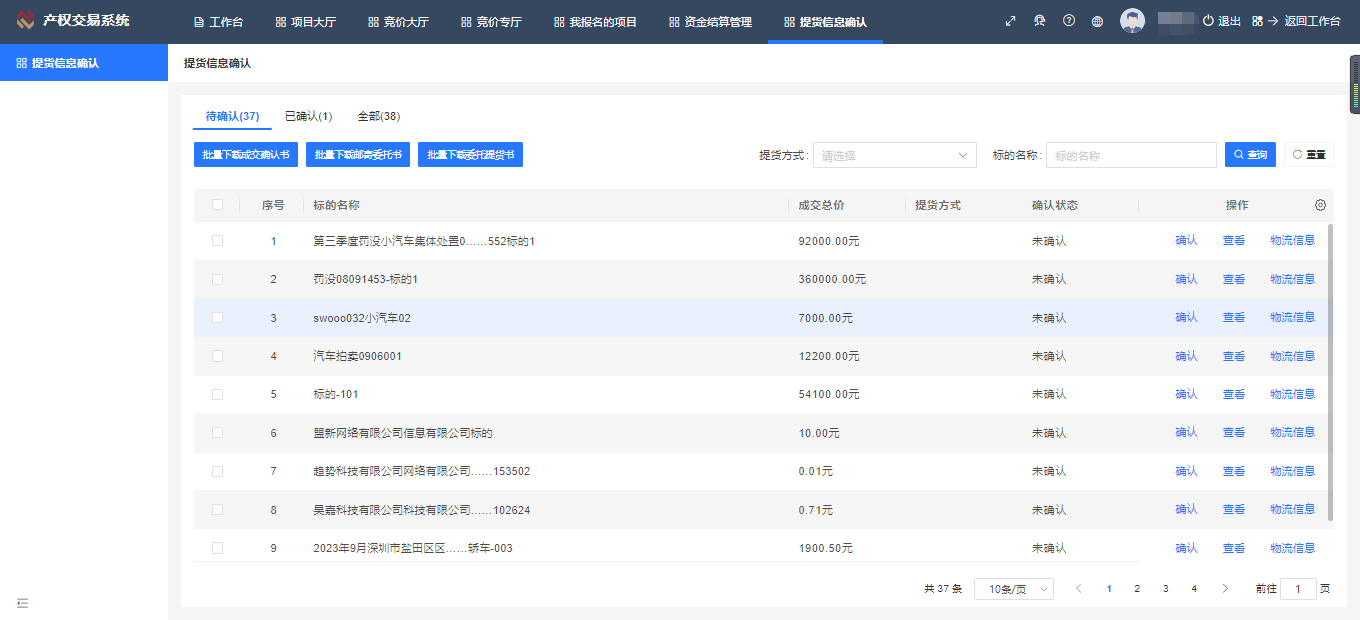 产权交易系统 工作台 项目大厅 竞价大厅 竞价专厅 我报名的项目 资金结算管理 提货信息确认 退出 返回工作台
提货信息确认 提货信息确认
待确认(37) 已确认(1) 全部(38)
批量下载成交确认书 批量下载邮寄委托书 批量下载委托提货书 提货方式: 请选择 标的名称: 标的名称 查询 重置
序号 标的名称 成交总价 提货方式 确认状态 操作
1 第三季度罚没小汽车集体处置0……552标的1 92000.00元 未确认 确认 查看 物流信息
2 罚没08091453-标的1 360000.00元 未确认 确认 查看 物流信息
3 swooo032小汽车02 7000.00元 未确认 确认 查看 物流信息
4 汽车拍卖0906001 12200.00元 未确认 确认 查看 物流信息
5 标的-101 54100.00元 未确认 确认 查看 物流信息
6 盟新网络有限公司信息有限公司标的 10.00元 未确认 确认 查看 物流信息
7 趋势科技有限公司网络有限公司……153502 0.01元 未确认 确认 查看 物流信息
8 昊嘉科技有限公司科技有限公司……102624 0.71元 未确认 确认 查看 物流信息
9 2023年9月深圳市盐田区区……轿车-003 1900.50元 未确认 确认 查看 物流信息
共 37 条 10条/页 1 2 3 4 前往 1 页